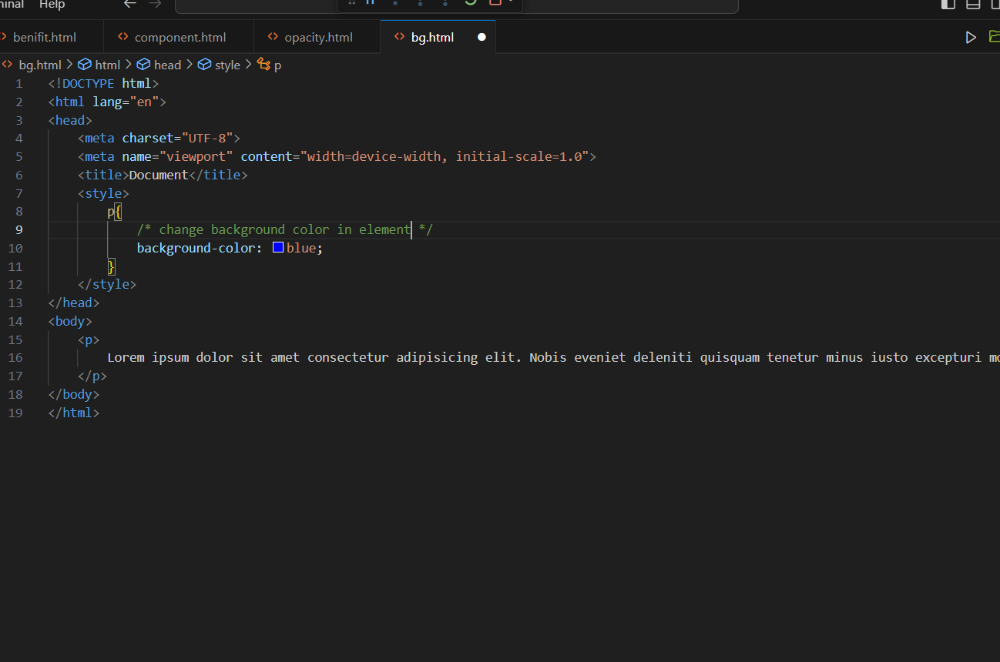 Help
benifit.html component.html opacity.html bg.html
bg.html > html > head > style > p
1 <!DOCTYPE html>
2 <html lang="en">
3 <head>
4 <meta charset="UTF-8">
5 <meta name="viewport" content="width=device-width, initial-scale=1.0">
6 <title>Document</title>
7 <style>
8 p{
9 /* change background color in element */
10 background-color: blue;
11 }
12 </style>
13 </head>
14 <body>
15 <p>
16 Lorem ipsum dolor sit amet consectetur adipisicing elit. Nobis eveniet deleniti quisquam tenetur minus iusto excepturi
17 </p>
18 </body>
19 </html>